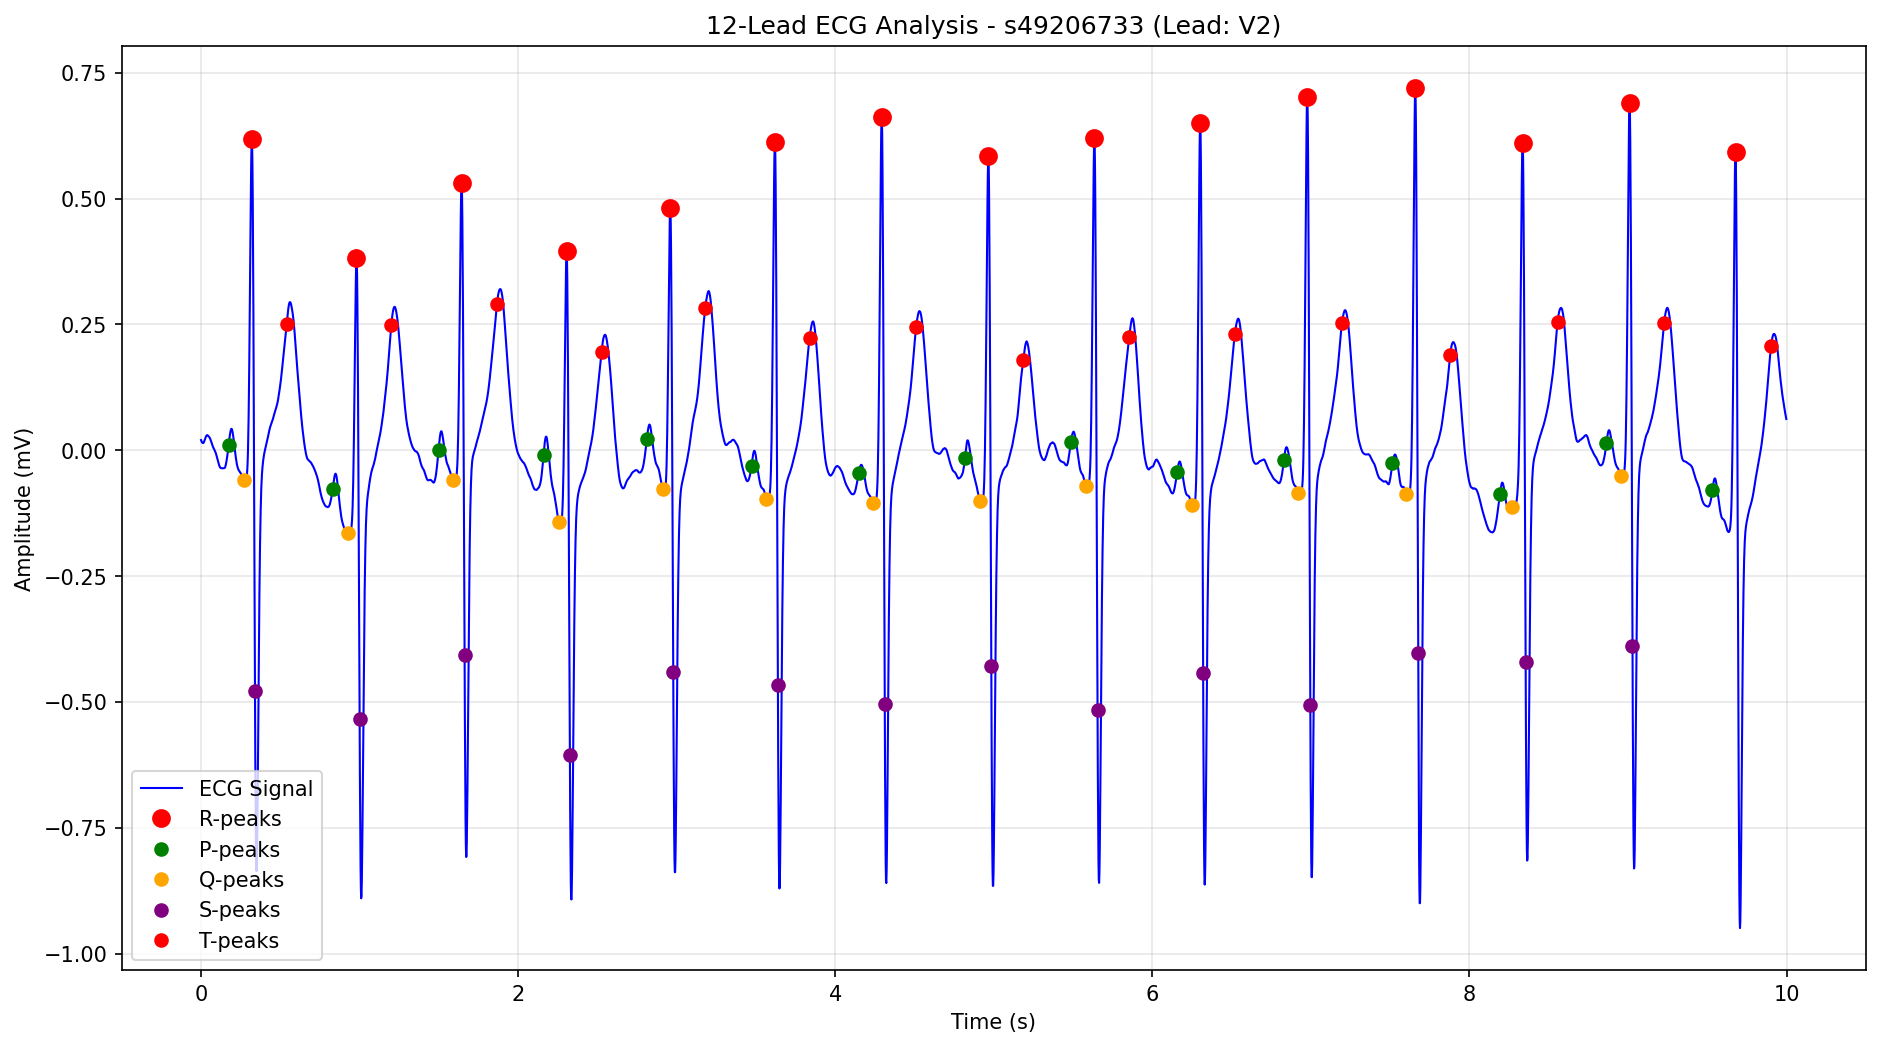 12-Lead ECG Analysis - s49206733 (Lead: V2)
Amplitude (mV)
0.75
0.50
0.25
0.00
−0.25
−0.50
−0.75
−1.00
ECG Signal
R-peaks
P-peaks
Q-peaks
S-peaks
T-peaks
0 2 4 6 8 10
Time (s)